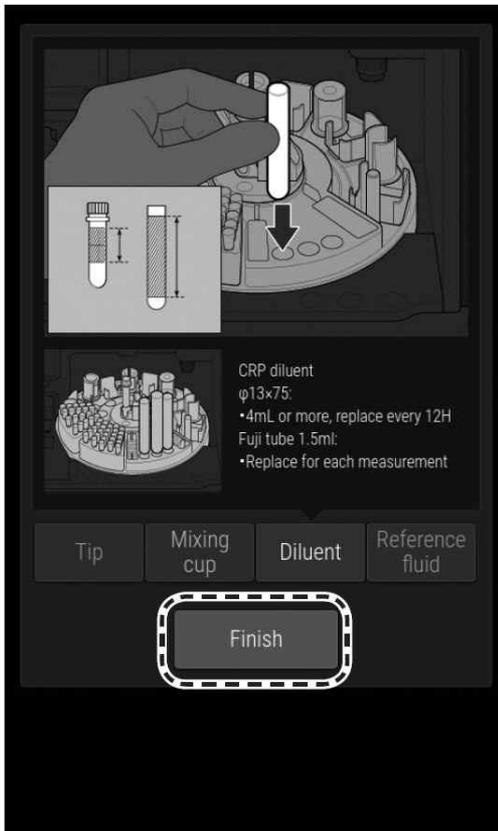 CRP diluent
φ13×75:
•4mL or more, replace every 12H
Fuji tube 1.5ml:
•Replace for each measurement
Tip
Mixing
cup
Diluent
Reference
fluid
Finish